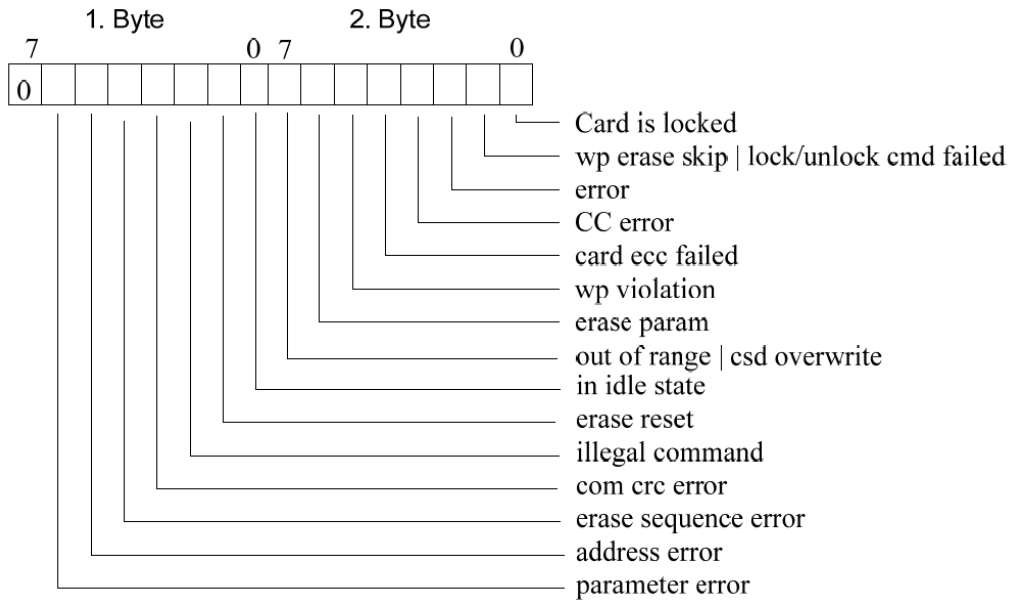 1. Byte 2. Byte
7 0 7 0
0
Card is locked
wp erase skip | lock/unlock cmd failed
error
CC error
card ecc failed
wp violation
erase param
out of range | csd overwrite
in idle state
erase reset
illegal command
com crc error
erase sequence error
address error
parameter error